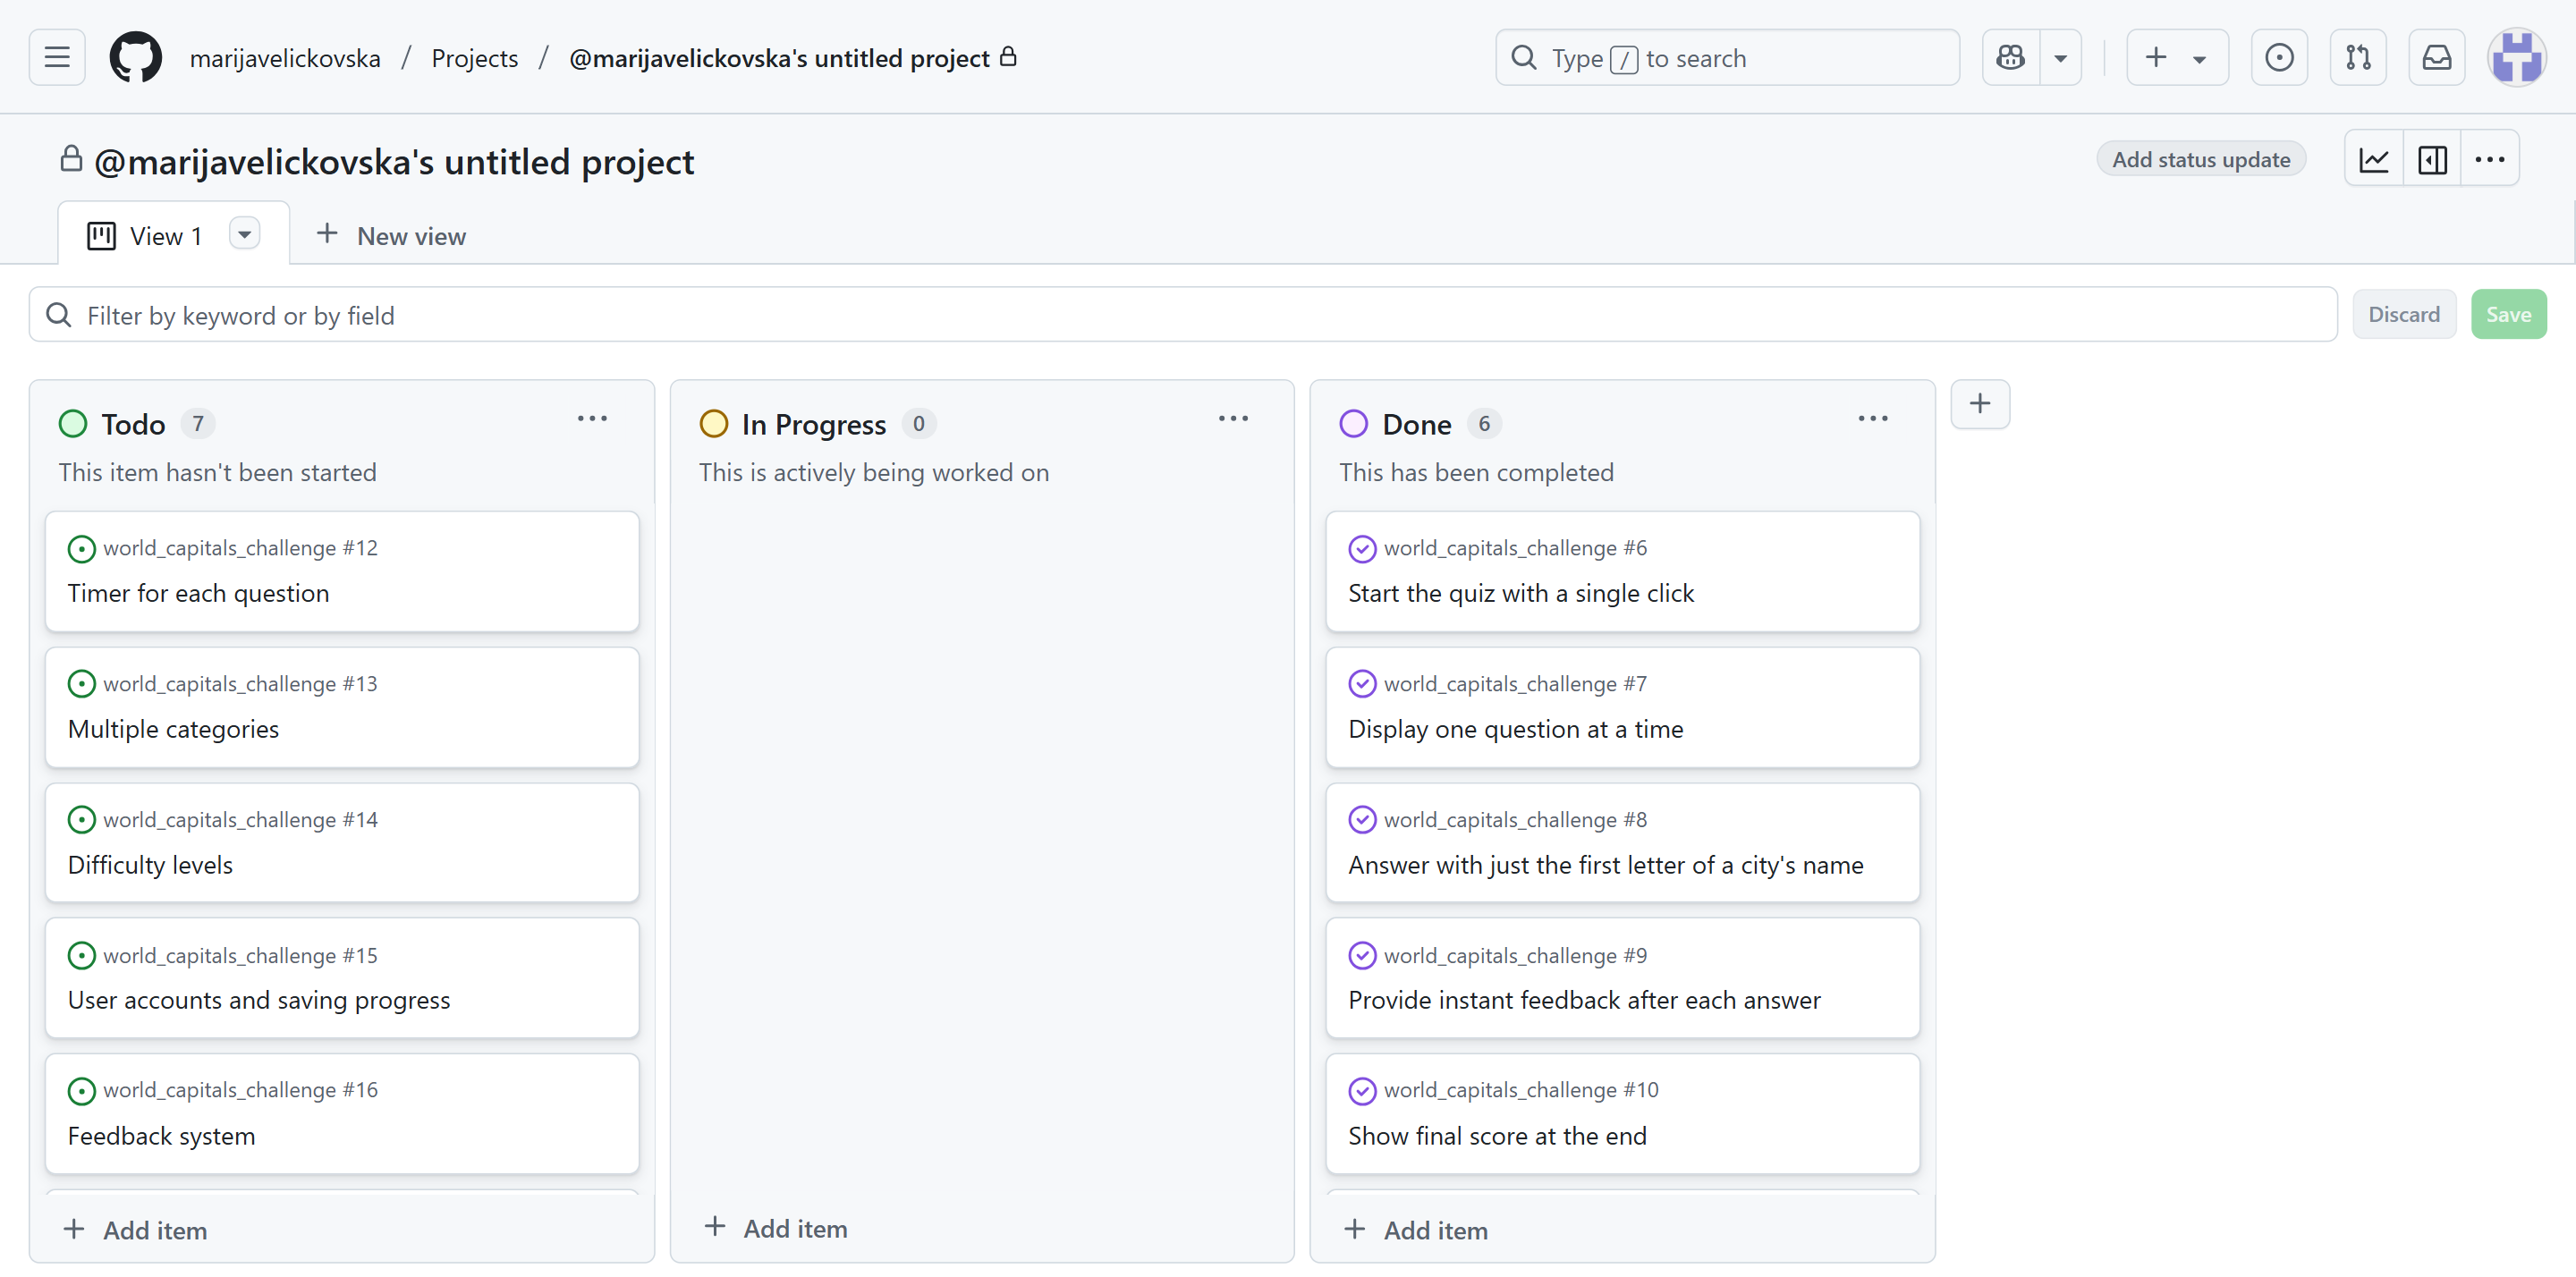 marijavelickovska / Projects / @marijavelickovska's untitled project
Type / to search
@marijavelickovska's untitled project
Add status update
View 1
New view
Filter by keyword or by field
Discard
Save
Todo 7
This item hasn't been started
world_capitals_challenge #12
Timer for each question
world_capitals_challenge #13
Multiple categories
world_capitals_challenge #14
Difficulty levels
world_capitals_challenge #15
User accounts and saving progress
world_capitals_challenge #16
Feedback system
Add item
In Progress 0
This is actively being worked on
Add item
Done 6
This has been completed
world_capitals_challenge #6
Start the quiz with a single click
world_capitals_challenge #7
Display one question at a time
world_capitals_challenge #8
Answer with just the first letter of a city's name
world_capitals_challenge #9
Provide instant feedback after each answer
world_capitals_challenge #10
Show final score at the end
Add item